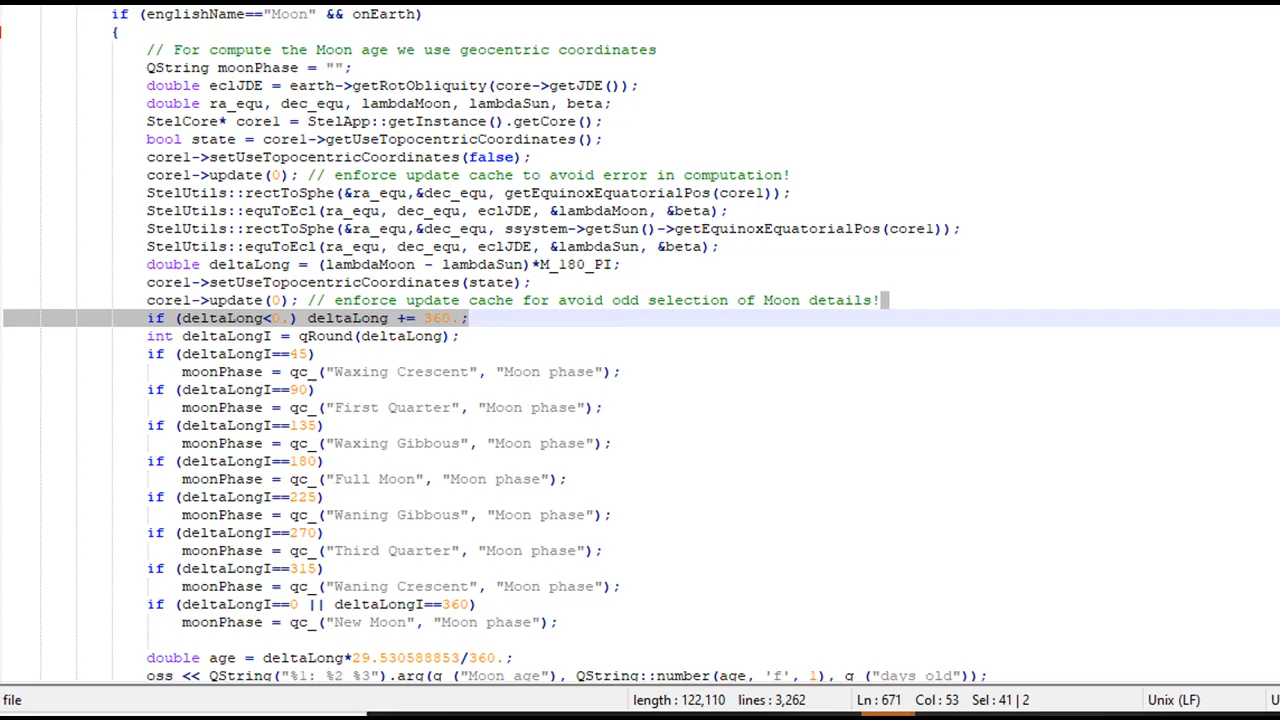 if (englishName=="Moon" && onEarth)
{
// For compute the Moon age we use geocentric coordinates
QString moonPhase = "";
double eclJDE = earth->getRotObliquity(core->getJDE());
double ra_equ, dec_equ, lambdaMoon, lambdaSun, beta;
StelCore* core1 = StelApp::getInstance().getCore();
bool state = core1->getUseTopocentricCoordinates();
core1->setUseTopocentricCoordinates(false);
core1->update(0); // enforce update cache to avoid error in computation!
StelUtils::rectToSphe(&ra_equ,&dec_equ, getEquinoxEquatorialPos(core1));
StelUtils::equToEcl(ra_equ, dec_equ, eclJDE, &lambdaMoon, &beta);
StelUtils::rectToSphe(&ra_equ,&dec_equ, ssystem->getSun()->getEquinoxEquatorialPos(core1));
StelUtils::equToEcl(ra_equ, dec_equ, eclJDE, &lambdaSun, &beta);
double deltaLong = (lambdaMoon - lambdaSun)*M_180_PI;
core1->setUseTopocentricCoordinates(state);
core1->update(0); // enforce update cache for avoid odd selection of Moon details!
if (deltaLong<0.) deltaLong += 360.;
int deltaLongI = qRound(deltaLong);
if (deltaLongI==45)
moonPhase = qc_("Waxing Crescent", "Moon phase");
if (deltaLongI==90)
moonPhase = qc_("First Quarter", "Moon phase");
if (deltaLongI==135)
moonPhase = qc_("Waxing Gibbous", "Moon phase");
if (deltaLongI==180)
moonPhase = qc_("Full Moon", "Moon phase");
if (deltaLongI==225)
moonPhase = qc_("Waning Gibbous", "Moon phase");
if (deltaLongI==270)
moonPhase = qc_("Third Quarter", "Moon phase");
if (deltaLongI==315)
moonPhase = qc_("Waning Crescent", "Moon phase");
if (deltaLongI==0 || deltaLongI==360)
moonPhase = qc_("New Moon", "Moon phase");
double age = deltaLong*29.530588853/360.;
oss << QString("%1: %2 %3").arg(q_("Moon age"), QString::number(age, 'f', 1), q_("days old"));
file length : 122,110 lines : 3,262 Ln : 671 Col : 53 Sel : 41 | 2 Unix (LF) U